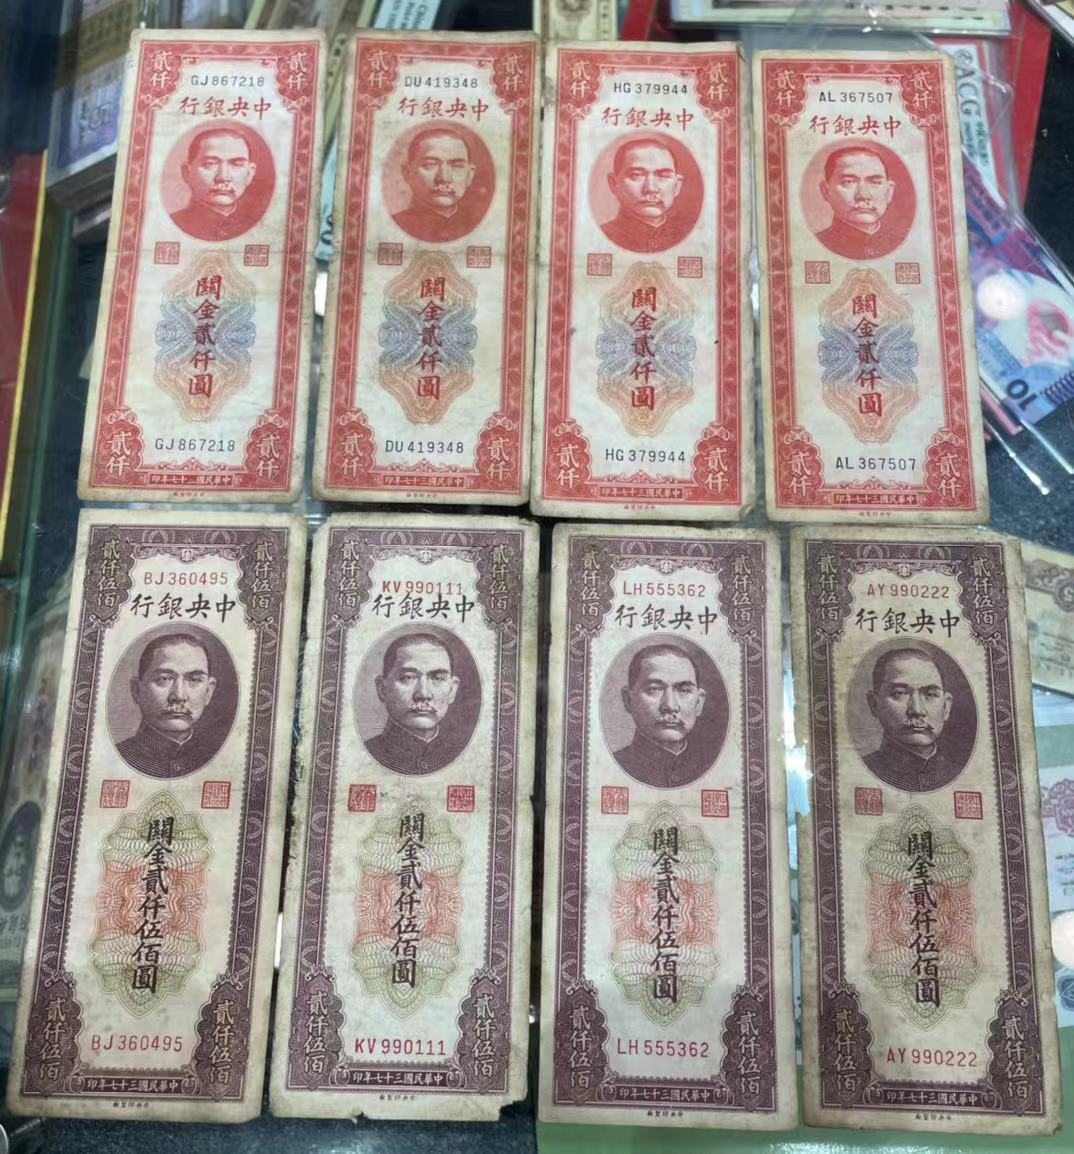 貳仟
貳仟
GJ867218
中央銀行
關金貳仟圓
GJ867218
貳仟
貳仟
中華民國三十七年印
貳仟
貳仟
DU419348
中央銀行
關金貳仟圓
DU419348
貳仟
貳仟
中華民國三十七年印
貳仟
貳仟
HG379944
中央銀行
關金貳仟圓
HG379944
貳仟
貳仟
中華民國三十七年印
貳仟
貳仟
AL367507
中央銀行
關金貳仟圓
AL367507
貳仟
貳仟
中華民國三十七年印
ACG
貳仟伍佰
貳仟伍佰
BJ360495
中央銀行
關金貳仟伍佰圓
貳仟伍佰
貳仟伍佰
BJ360495
中華民國三十七年印
貳仟伍佰
貳仟伍佰
KV990111
中央銀行
關金貳仟伍佰圓
貳仟伍佰
貳仟伍佰
KV990111
中華民國三十七年印
貳仟伍佰
貳仟伍佰
LH555362
中央銀行
關金貳仟伍佰圓
貳仟伍佰
貳仟伍佰
LH555362
中華民國三十七年印
貳仟伍佰
貳仟伍佰
AY990222
中央銀行
關金貳仟伍佰圓
貳仟伍佰
貳仟伍佰
AY990222
中華民國三十七年印